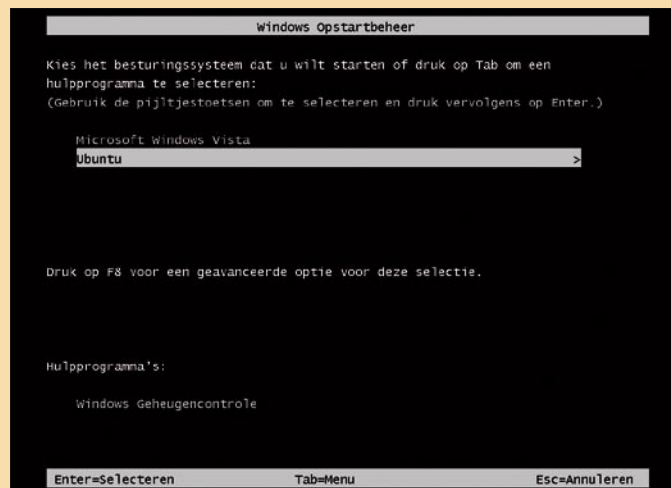 Windows Opstartbeheer
Kies het besturingssysteem dat u wilt starten of druk op Tab om een
hulpprogramma te selecteren:
(Gebruik de pijltjestoetsen om te selecteren en druk vervolgens op Enter.)
Microsoft Windows Vista
Ubuntu >
Druk op F8 voor een geavanceerde optie voor deze selectie.
Hulpprogramma's:
Windows Geheugencontrole
Enter=Selecteren Tab=Menu Esc=Annuleren